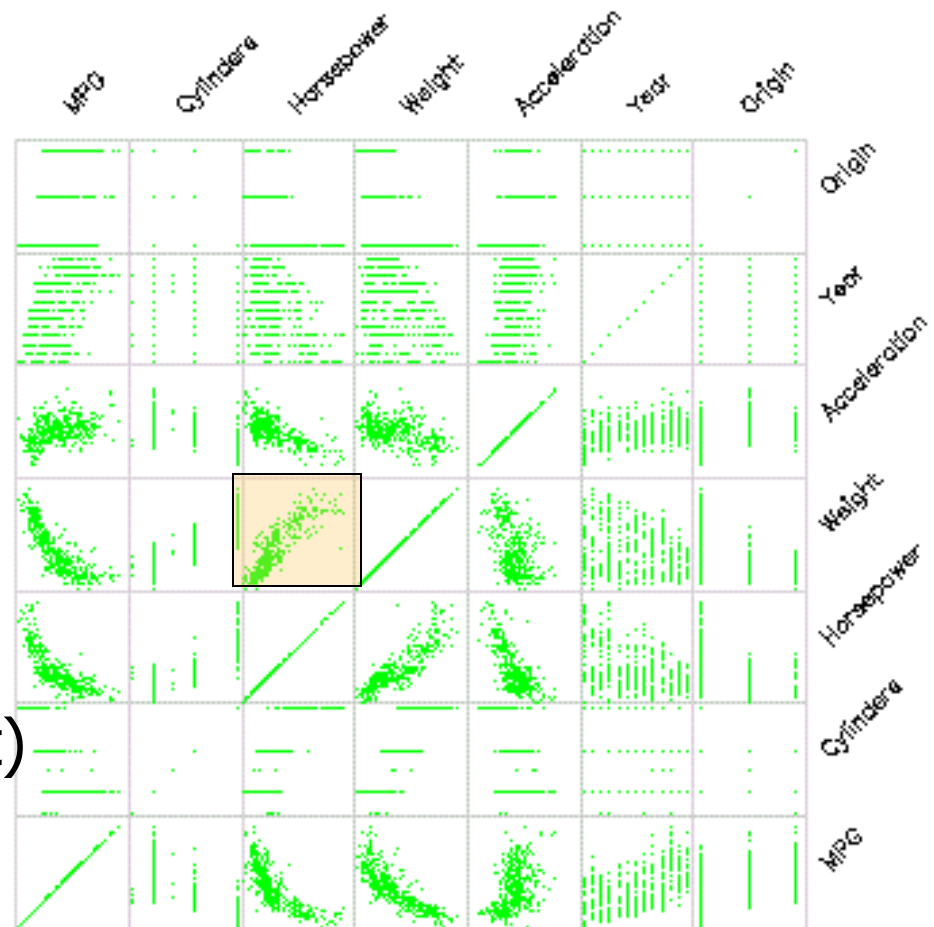 MPG
Cylinders
Horsepower
Weight
Acceleration
Year
Origin
Origin
Year
Acceleration
Weight
Horsepower
Cylinders
)
MPG